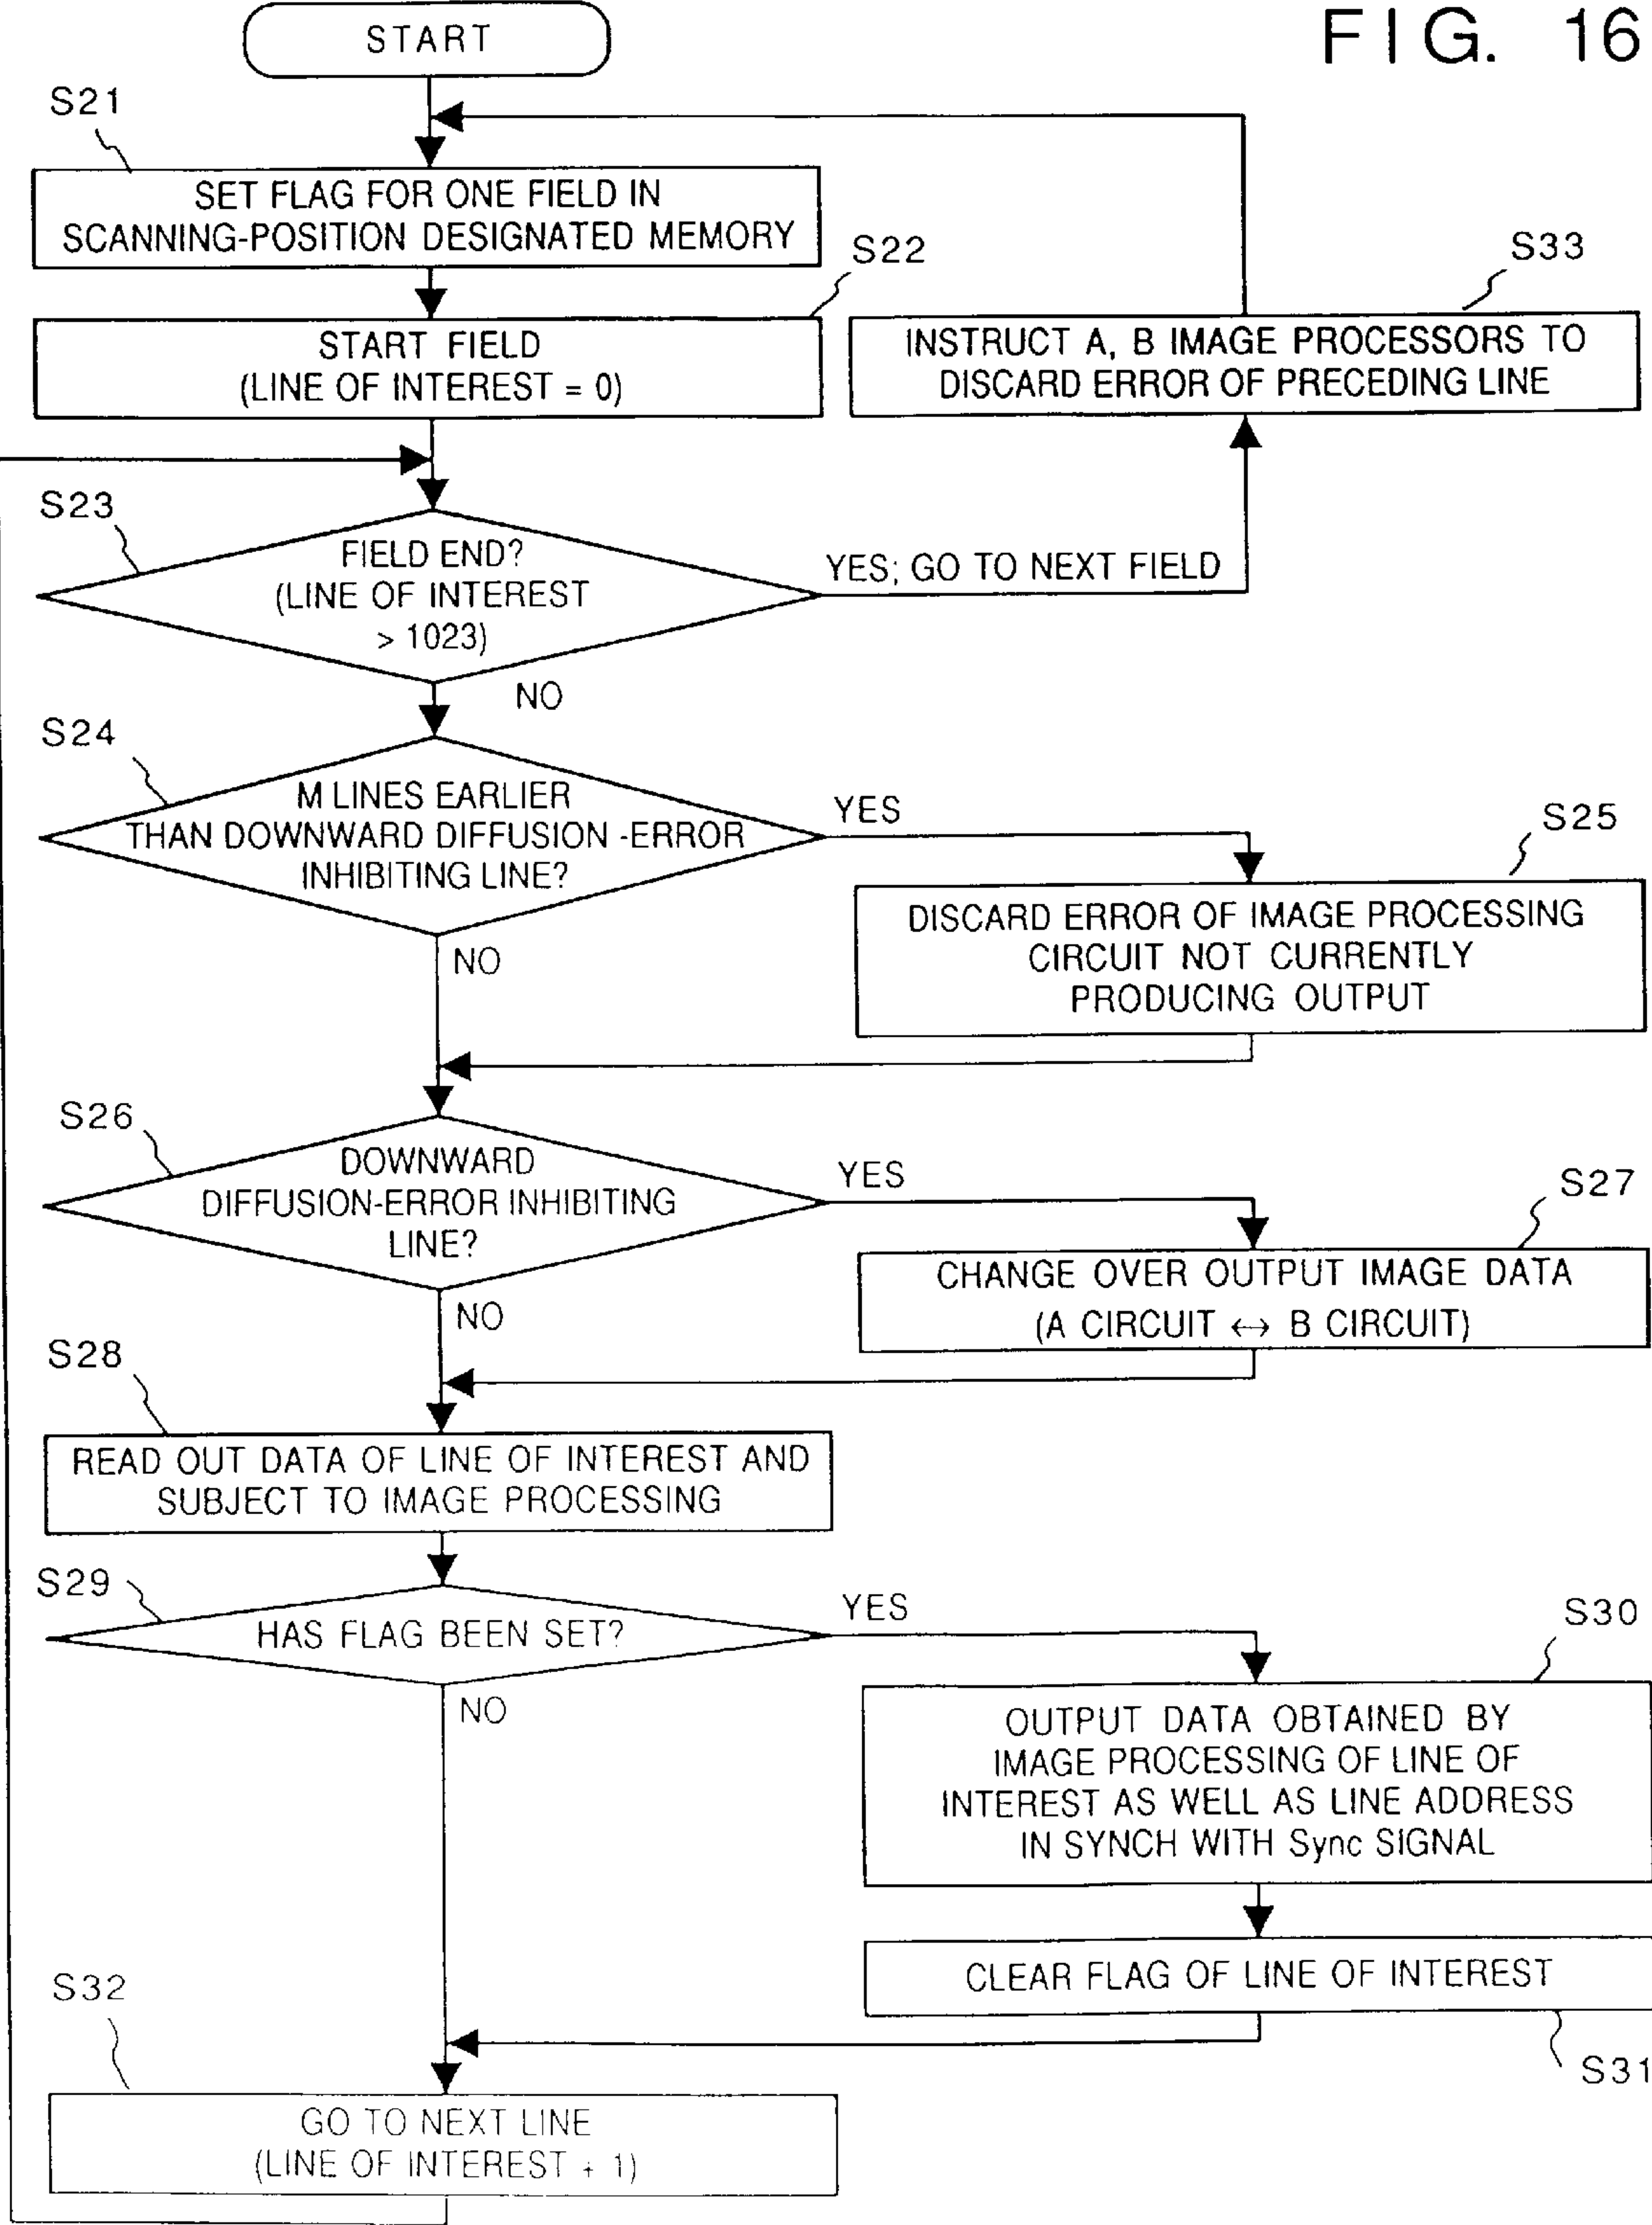 FIG. 16
START
S21
SET FLAG FOR ONE FIELD IN
SCANNING-POSITION DESIGNATED MEMORY
S22
START FIELD
(LINE OF INTEREST = 0)
S33
INSTRUCT A, B IMAGE PROCESSORS TO
DISCARD ERROR OF PRECEDING LINE
S23
FIELD END?
(LINE OF INTEREST
> 1023)
YES; GO TO NEXT FIELD
NO
S24
M LINES EARLIER
THAN DOWNWARD DIFFUSION -ERROR
INHIBITING LINE?
YES
NO
S25
DISCARD ERROR OF IMAGE PROCESSING
CIRCUIT NOT CURRENTLY
PRODUCING OUTPUT
S26
DOWNWARD
DIFFUSION-ERROR INHIBITING
LINE?
YES
NO
S27
CHANGE OVER OUTPUT IMAGE DATA
(A CIRCUIT ↔ B CIRCUIT)
S28
READ OUT DATA OF LINE OF INTEREST AND
SUBJECT TO IMAGE PROCESSING
S29
HAS FLAG BEEN SET?
YES
NO
S30
OUTPUT DATA OBTAINED BY
IMAGE PROCESSING OF LINE OF
INTEREST AS WELL AS LINE ADDRESS
IN SYNCH WITH Sync SIGNAL
CLEAR FLAG OF LINE OF INTEREST
S31
S32
GO TO NEXT LINE
(LINE OF INTEREST + 1)